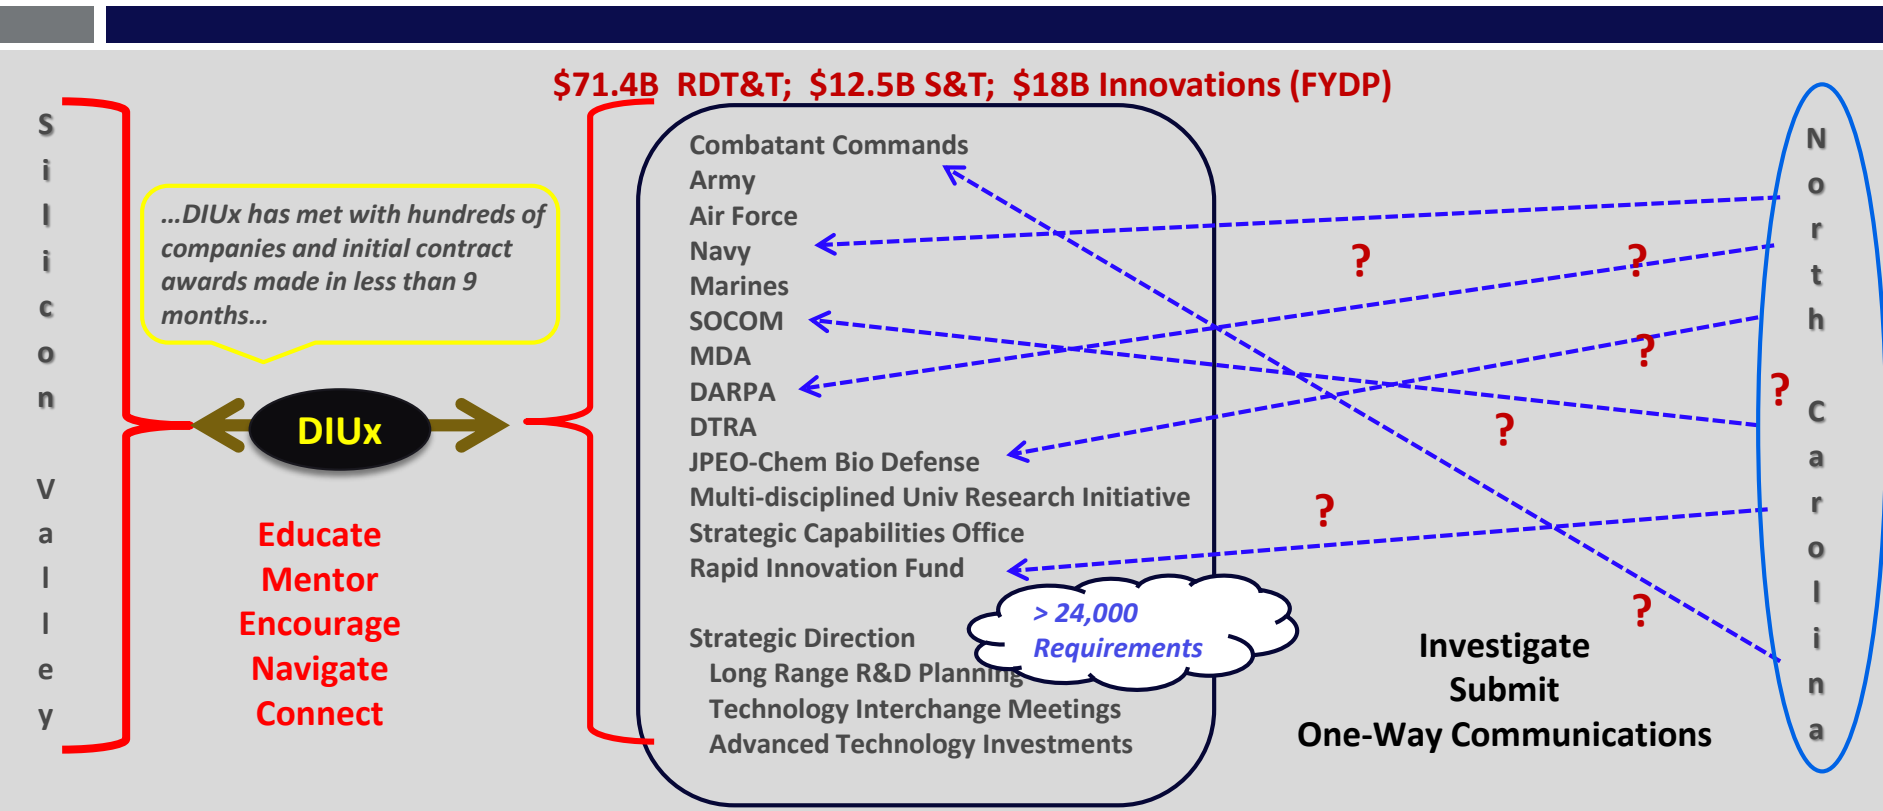 $71.4B RDT&T; $12.5B S&T; $18B Innovations (FYDP)
Silicon Valley
...DIUx has met with hundreds of
companies and initial contract
awards made in less than 9
months...
DIUx
Educate
Mentor
Encourage
Navigate
Connect
Combatant Commands
Army
Air Force
Navy
Marines
SOCOM
MDA
DARPA
DTRA
JPEO-Chem Bio Defense
Multi-disciplined Univ Research Initiative
Strategic Capabilities Office
Rapid Innovation Fund
> 24,000
Requirements
Strategic Direction
Long Range R&D Planning
Technology Interchange Meetings
Advanced Technology Investments
?
?
?
?
?
?
?
Investigate
Submit
One-Way Communications
North Carolina